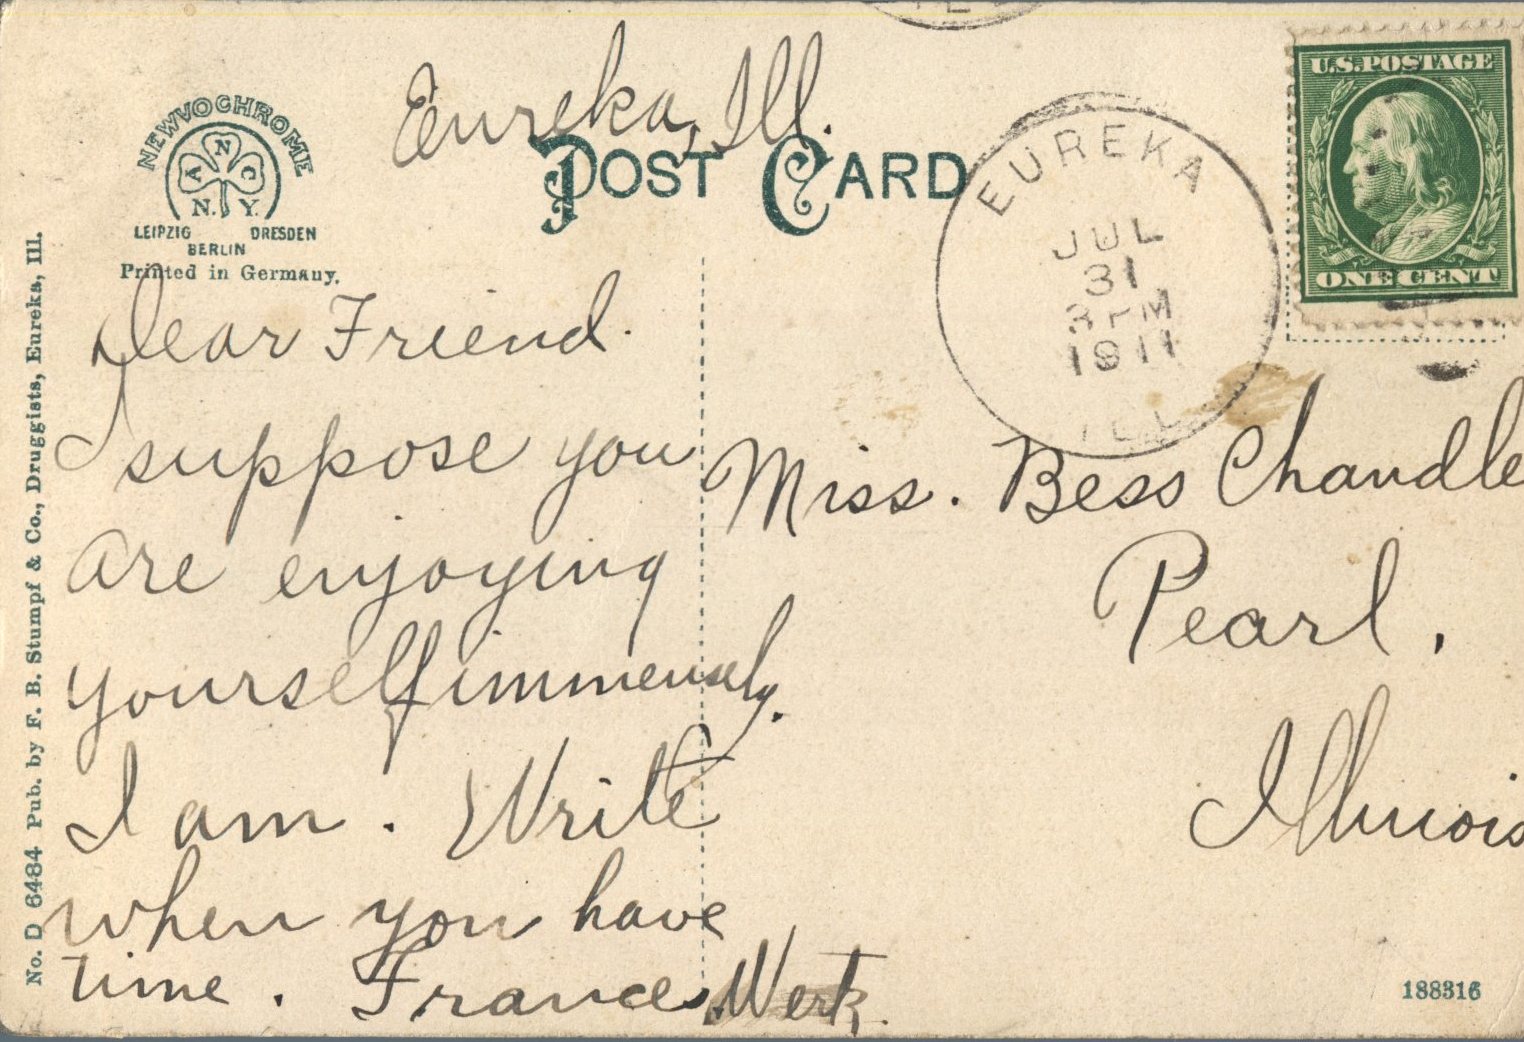 Eureka, Ill.
POST CARD
NEWVOCHROME
N
A C
N. Y.
LEIPZIG DRESDEN
BERLIN
Printed in Germany.
EUREKA
JUL
31
3 PM
1911
ILL
U.S. POSTAGE
ONE CENT
Dear Friend.
I suppose you
are enjoying
yourself immensely.
I am. Write
when you have
time. Frances Werk.
Miss. Bess Chandle
Pearl,
Illinois
No. D 6484 Pub. by F. B. Stumpf & Co., Druggists, Eureka, Ill.
188316